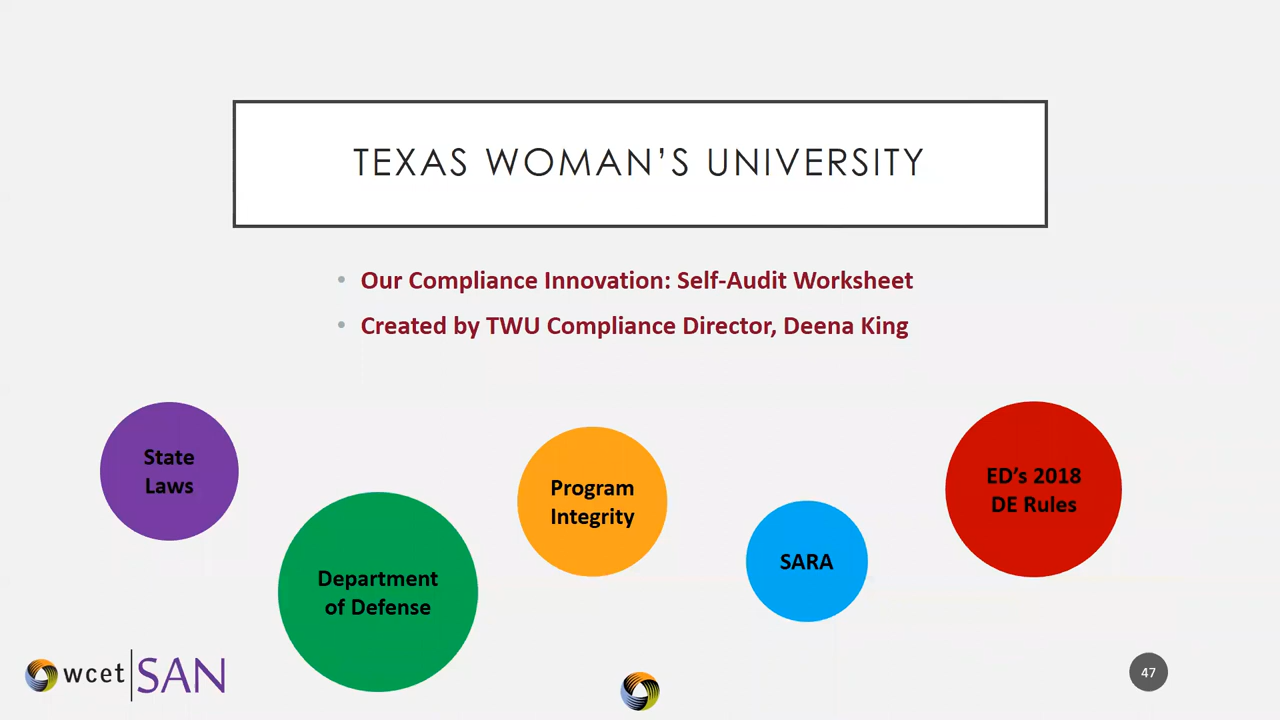 TEXAS WOMAN’S UNIVERSITY
• Our Compliance Innovation: Self-Audit Worksheet
• Created by TWU Compliance Director, Deena King
State
Laws
Department
of Defense
Program
Integrity
SARA
ED’s 2018
DE Rules
wcet|SAN
47